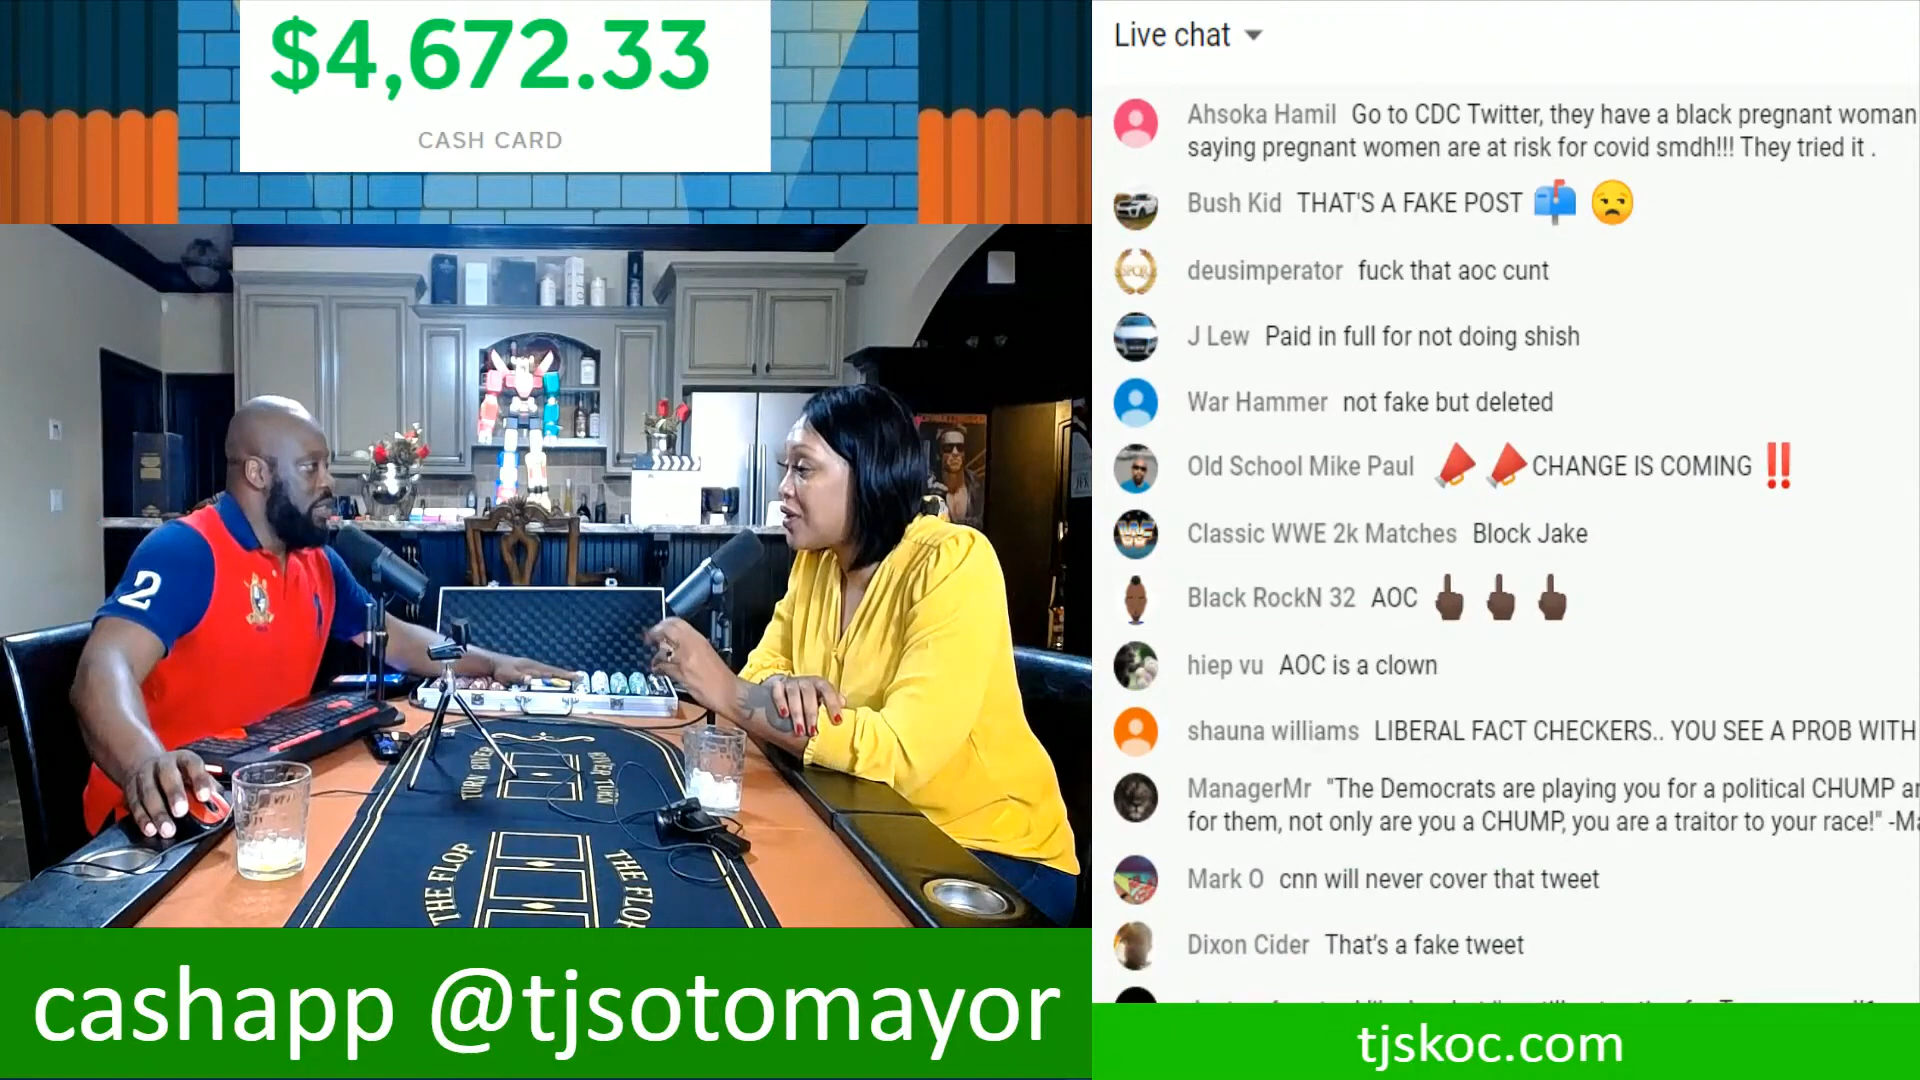 $4,672.33
CASH CARD
2
TURN RIVER
RIVER TURN
THE FLOP
THE FLOP
cashapp @tjsotomayor
Live chat
Ahsoka Hamil Go to CDC Twitter, they have a black pregnant woman
saying pregnant women are at risk for covid smdh!!! They tried it .
Bush Kid THAT'S A FAKE POST 📫 😒
deusimperator fuck that aoc cunt
J Lew Paid in full for not doing shish
War Hammer not fake but deleted
Old School Mike Paul 📣 📣CHANGE IS COMING ‼️
Classic WWE 2k Matches Block Jake
Black RockN 32 AOC 🖕🏿 🖕🏿 🖕🏿
hiep vu AOC is a clown
shauna williams LIBERAL FACT CHECKERS.. YOU SEE A PROB WITH
ManagerMr "The Democrats are playing you for a political CHUMP
for them, not only are you a CHUMP, you are a traitor to your race!"
Mark O cnn will never cover that tweet
Dixon Cider That's a fake tweet
tjskoc.com